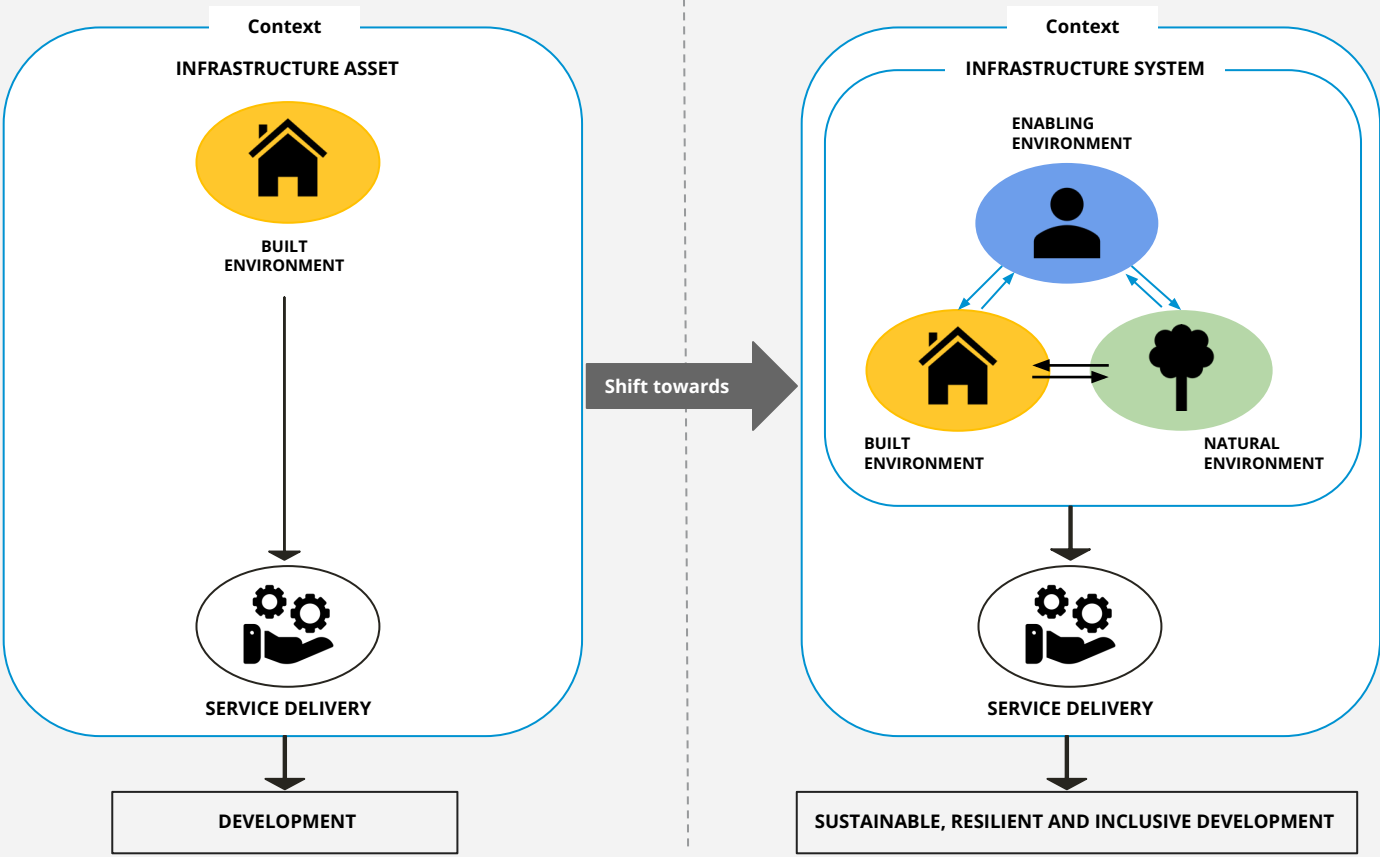 Context
INFRASTRUCTURE ASSET
BUILT
ENVIRONMENT
SERVICE DELIVERY
DEVELOPMENT
Shift towards
Context
INFRASTRUCTURE SYSTEM
ENABLING
ENVIRONMENT
BUILT
ENVIRONMENT
NATURAL
ENVIRONMENT
SERVICE DELIVERY
SUSTAINABLE, RESILIENT AND INCLUSIVE DEVELOPMENT